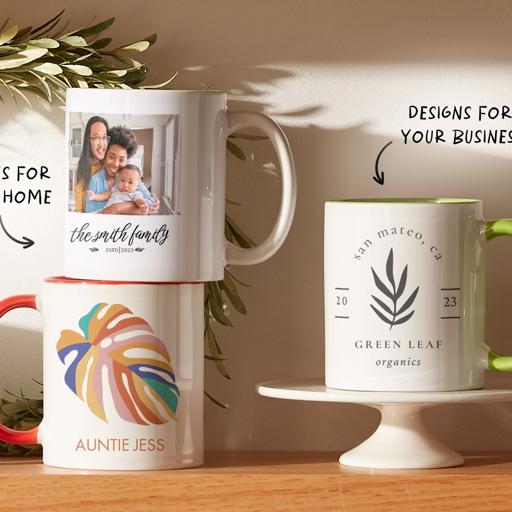 S FOR
HOME
the smith family
ESTD|2023
AUNTIE JESS
DESIGNS FOR
YOUR BUSINES
san mateo, ca
20 23
GREEN LEAF
organics